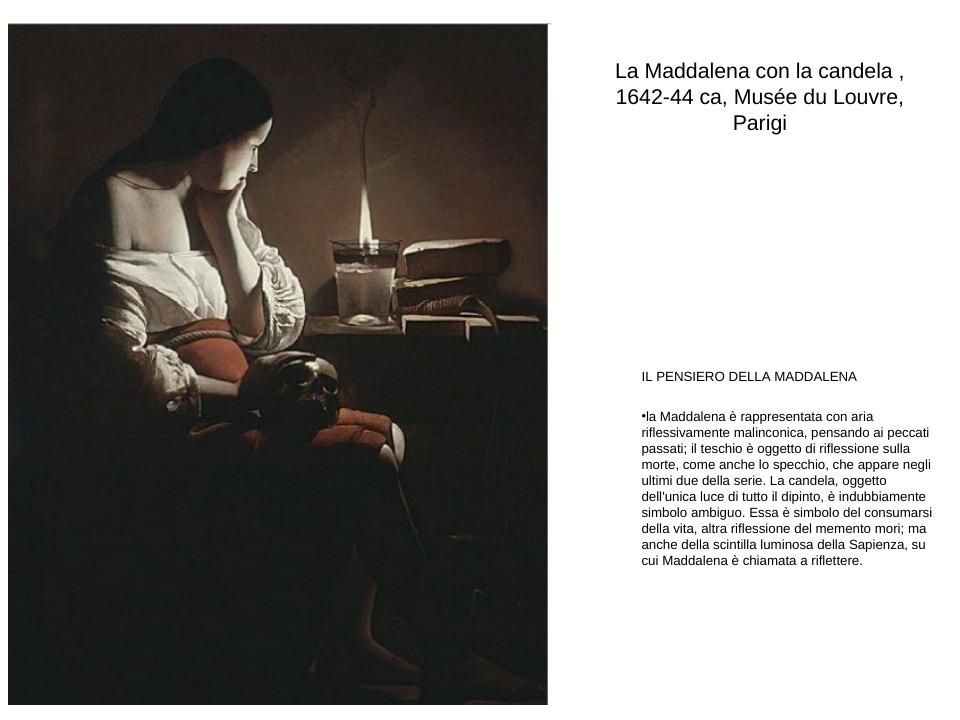 La Maddalena con la candela ,
1642-44 ca, Musée du Louvre,
Parigi
IL PENSIERO DELLA MADDALENA
•la Maddalena è rappresentata con aria
riflessivamente malinconica, pensando ai peccati
passati; il teschio è oggetto di riflessione sulla
morte, come anche lo specchio, che appare negli
ultimi due della serie. La candela, oggetto
dell'unica luce di tutto il dipinto, è indubbiamente
simbolo ambiguo. Essa è simbolo del consumarsi
della vita, altra riflessione del memento mori; ma
anche della scintilla luminosa della Sapienza, su
cui Maddalena è chiamata a riflettere.